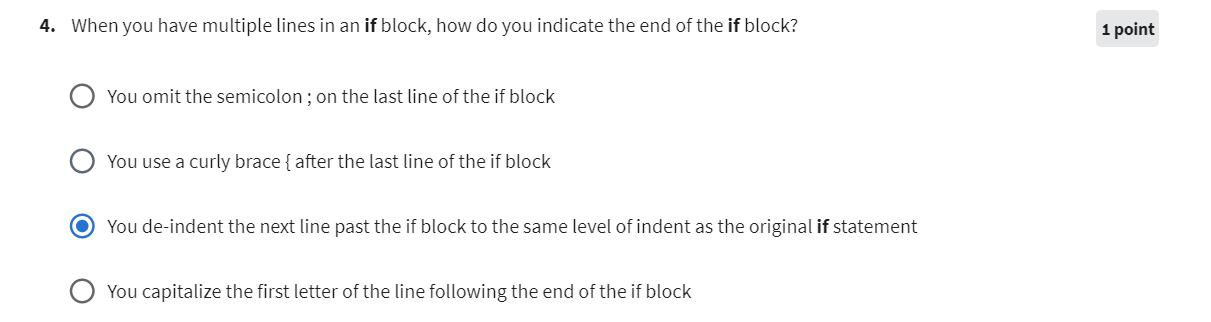 4. When you have multiple lines in an if block, how do you indicate the end of the if block?
1 point
You omit the semicolon ; on the last line of the if block
You use a curly brace { after the last line of the if block
You de-indent the next line past the if block to the same level of indent as the original if statement
You capitalize the first letter of the line following the end of the if block